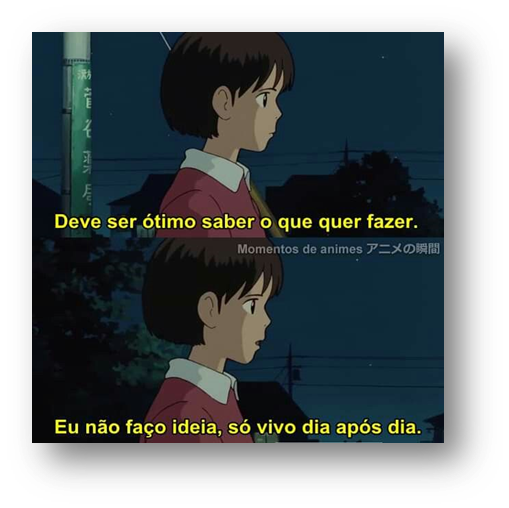 Deve ser ótimo saber o que quer fazer.
Momentos de animes アニメの瞬間
Eu não faço ideia, só vivo dia após dia.